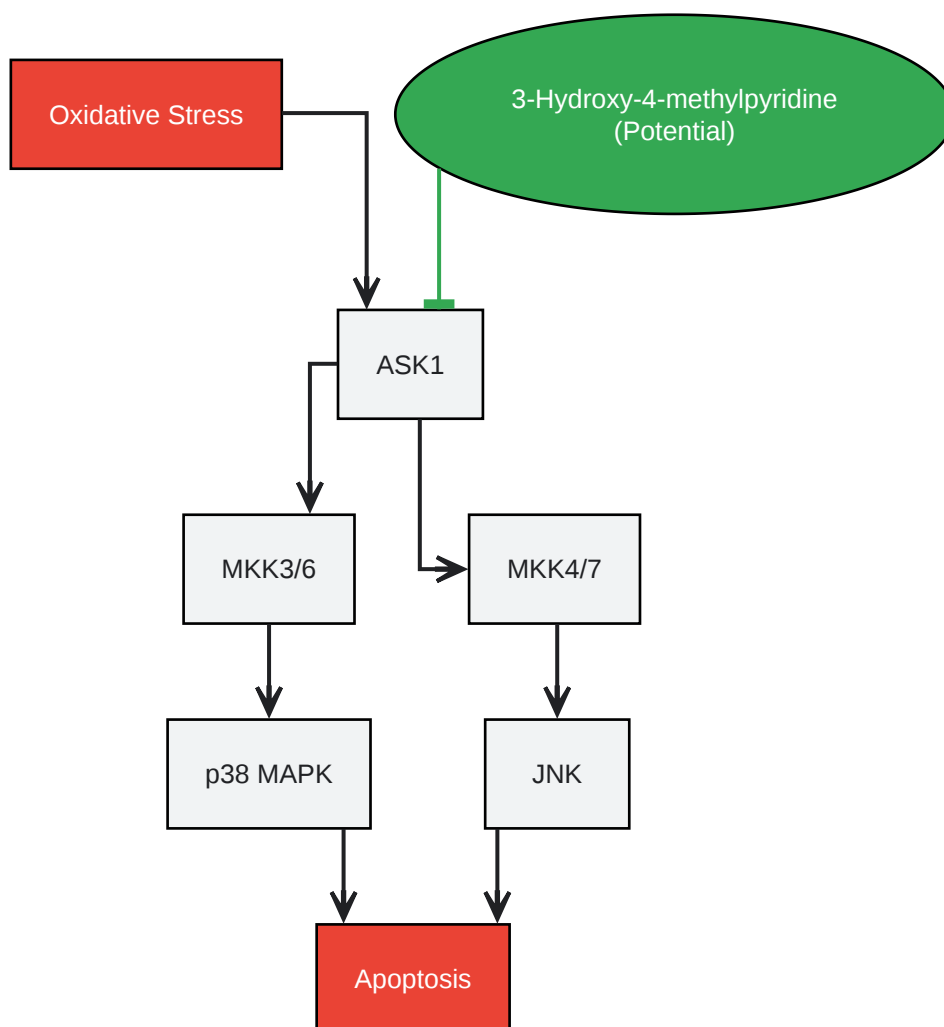 Oxidative Stress
3-Hydroxy-4-methylpyridine
(Potential)
ASK1
MKK3/6
MKK4/7
p38 MAPK
JNK
Apoptosis